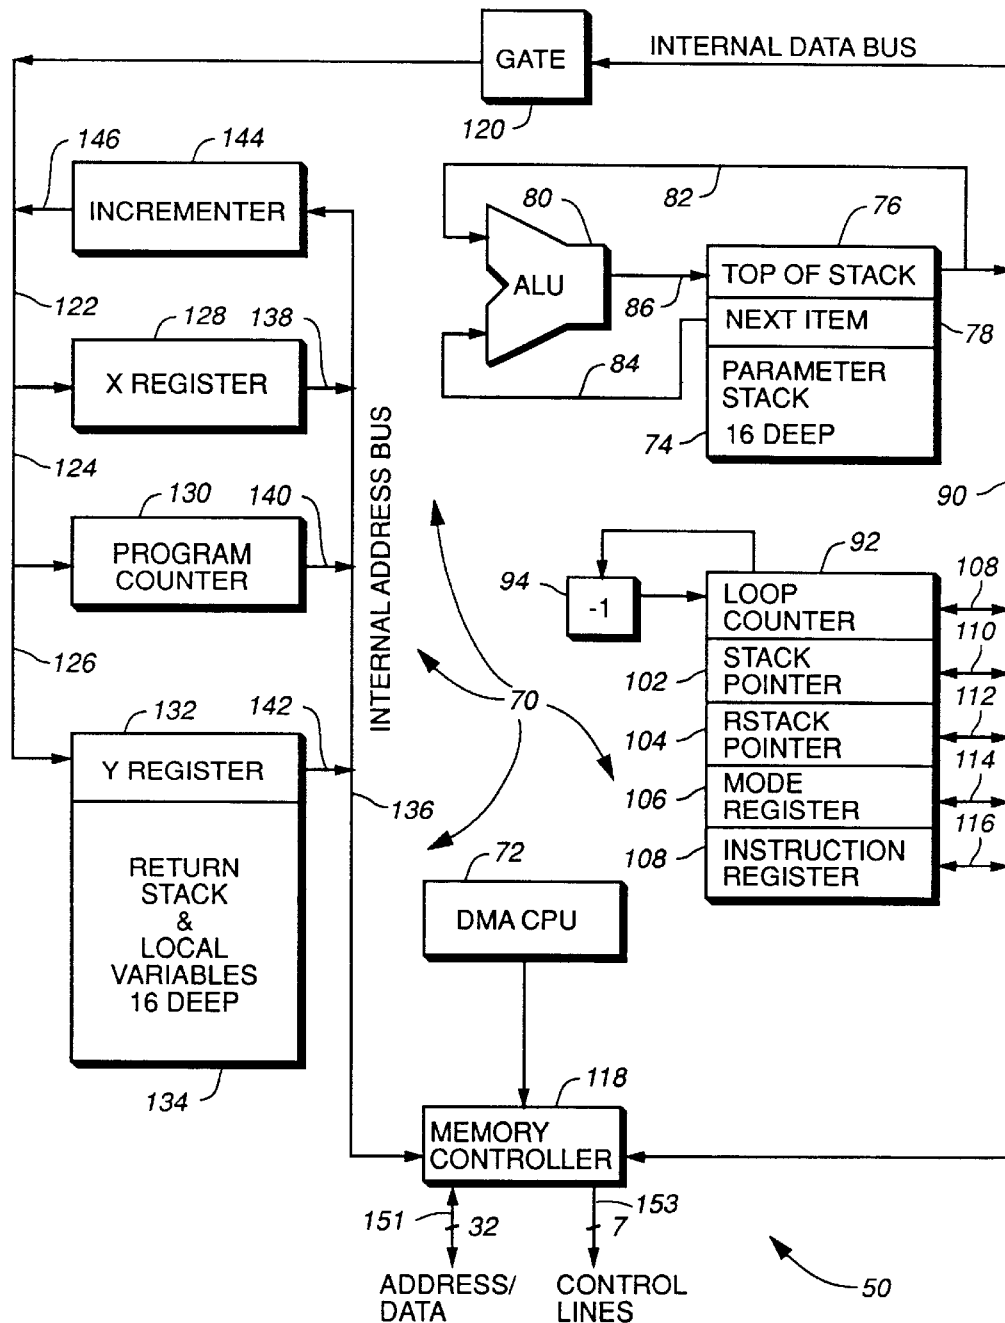 GATE
INTERNAL DATA BUS
120
146
144
INCREMENTER
82
80
76
ALU
TOP OF STACK
86
NEXT ITEM
78
84
PARAMETER
STACK
16 DEEP
74
122
128
138
X REGISTER
124
INTERNAL ADDRESS BUS
90
130
140
PROGRAM
COUNTER
94
-1
92
LOOP
COUNTER
108
110
102
STACK
POINTER
112
104
RSTACK
POINTER
114
106
MODE
REGISTER
116
108
INSTRUCTION
REGISTER
126
70
132
142
Y REGISTER
136
RETURN
STACK
&
LOCAL
VARIABLES
16 DEEP
134
72
DMA CPU
118
MEMORY
CONTROLLER
151
32
153
7
ADDRESS/
DATA
CONTROL
LINES
50